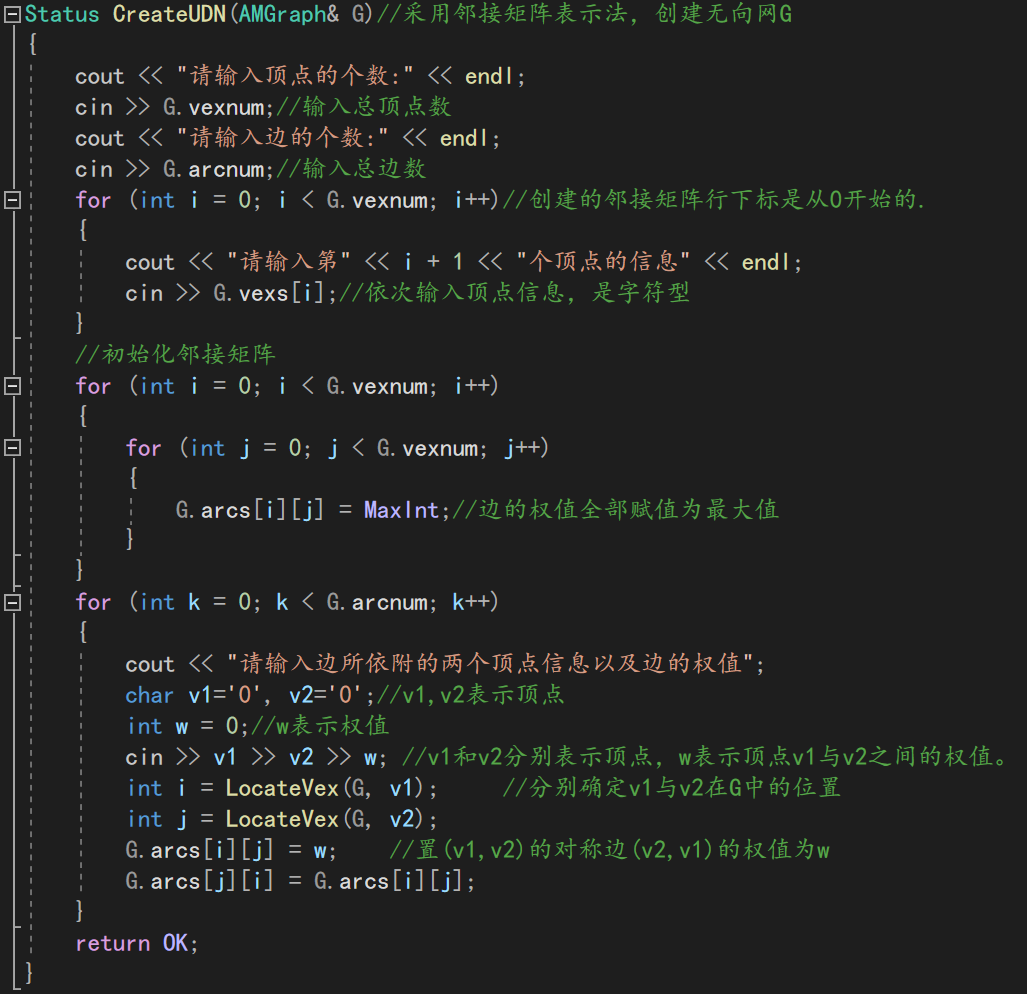 Status CreateUDN(AMGraph& G)//采用邻接矩阵表示法，创建无向网G
{
    cout << "请输入顶点的个数:" << endl;
    cin >> G.vexnum;//输入总顶点数
    cout << "请输入边的个数:" << endl;
    cin >> G.arcnum;//输入总边数
    for (int i = 0; i < G.vexnum; i++)//创建的邻接矩阵行下标是从0开始的.
    {
        cout << "请输入第" << i + 1 << "个顶点的信息" << endl;
        cin >> G.vexs[i];//依次输入顶点信息，是字符型
    }
    //初始化邻接矩阵
    for (int i = 0; i < G.vexnum; i++)
    {
        for (int j = 0; j < G.vexnum; j++)
        {
            G.arcs[i][j] = MaxInt;//边的权值全部赋值为最大值
        }
    }
    for (int k = 0; k < G.arcnum; k++)
    {
        cout << "请输入边所依附的两个顶点信息以及边的权值";
        char v1='0', v2='0';//v1,v2表示顶点
        int w = 0;//w表示权值
        cin >> v1 >> v2 >> w; //v1和v2分别表示顶点，w表示顶点v1与v2之间的权值。
        int i = LocateVex(G, v1);     //分别确定v1与v2在G中的位置
        int j = LocateVex(G, v2);
        G.arcs[i][j] = w;    //置(v1,v2)的对称边(v2,v1)的权值为w
        G.arcs[j][i] = G.arcs[i][j];
    }
    return OK;
}